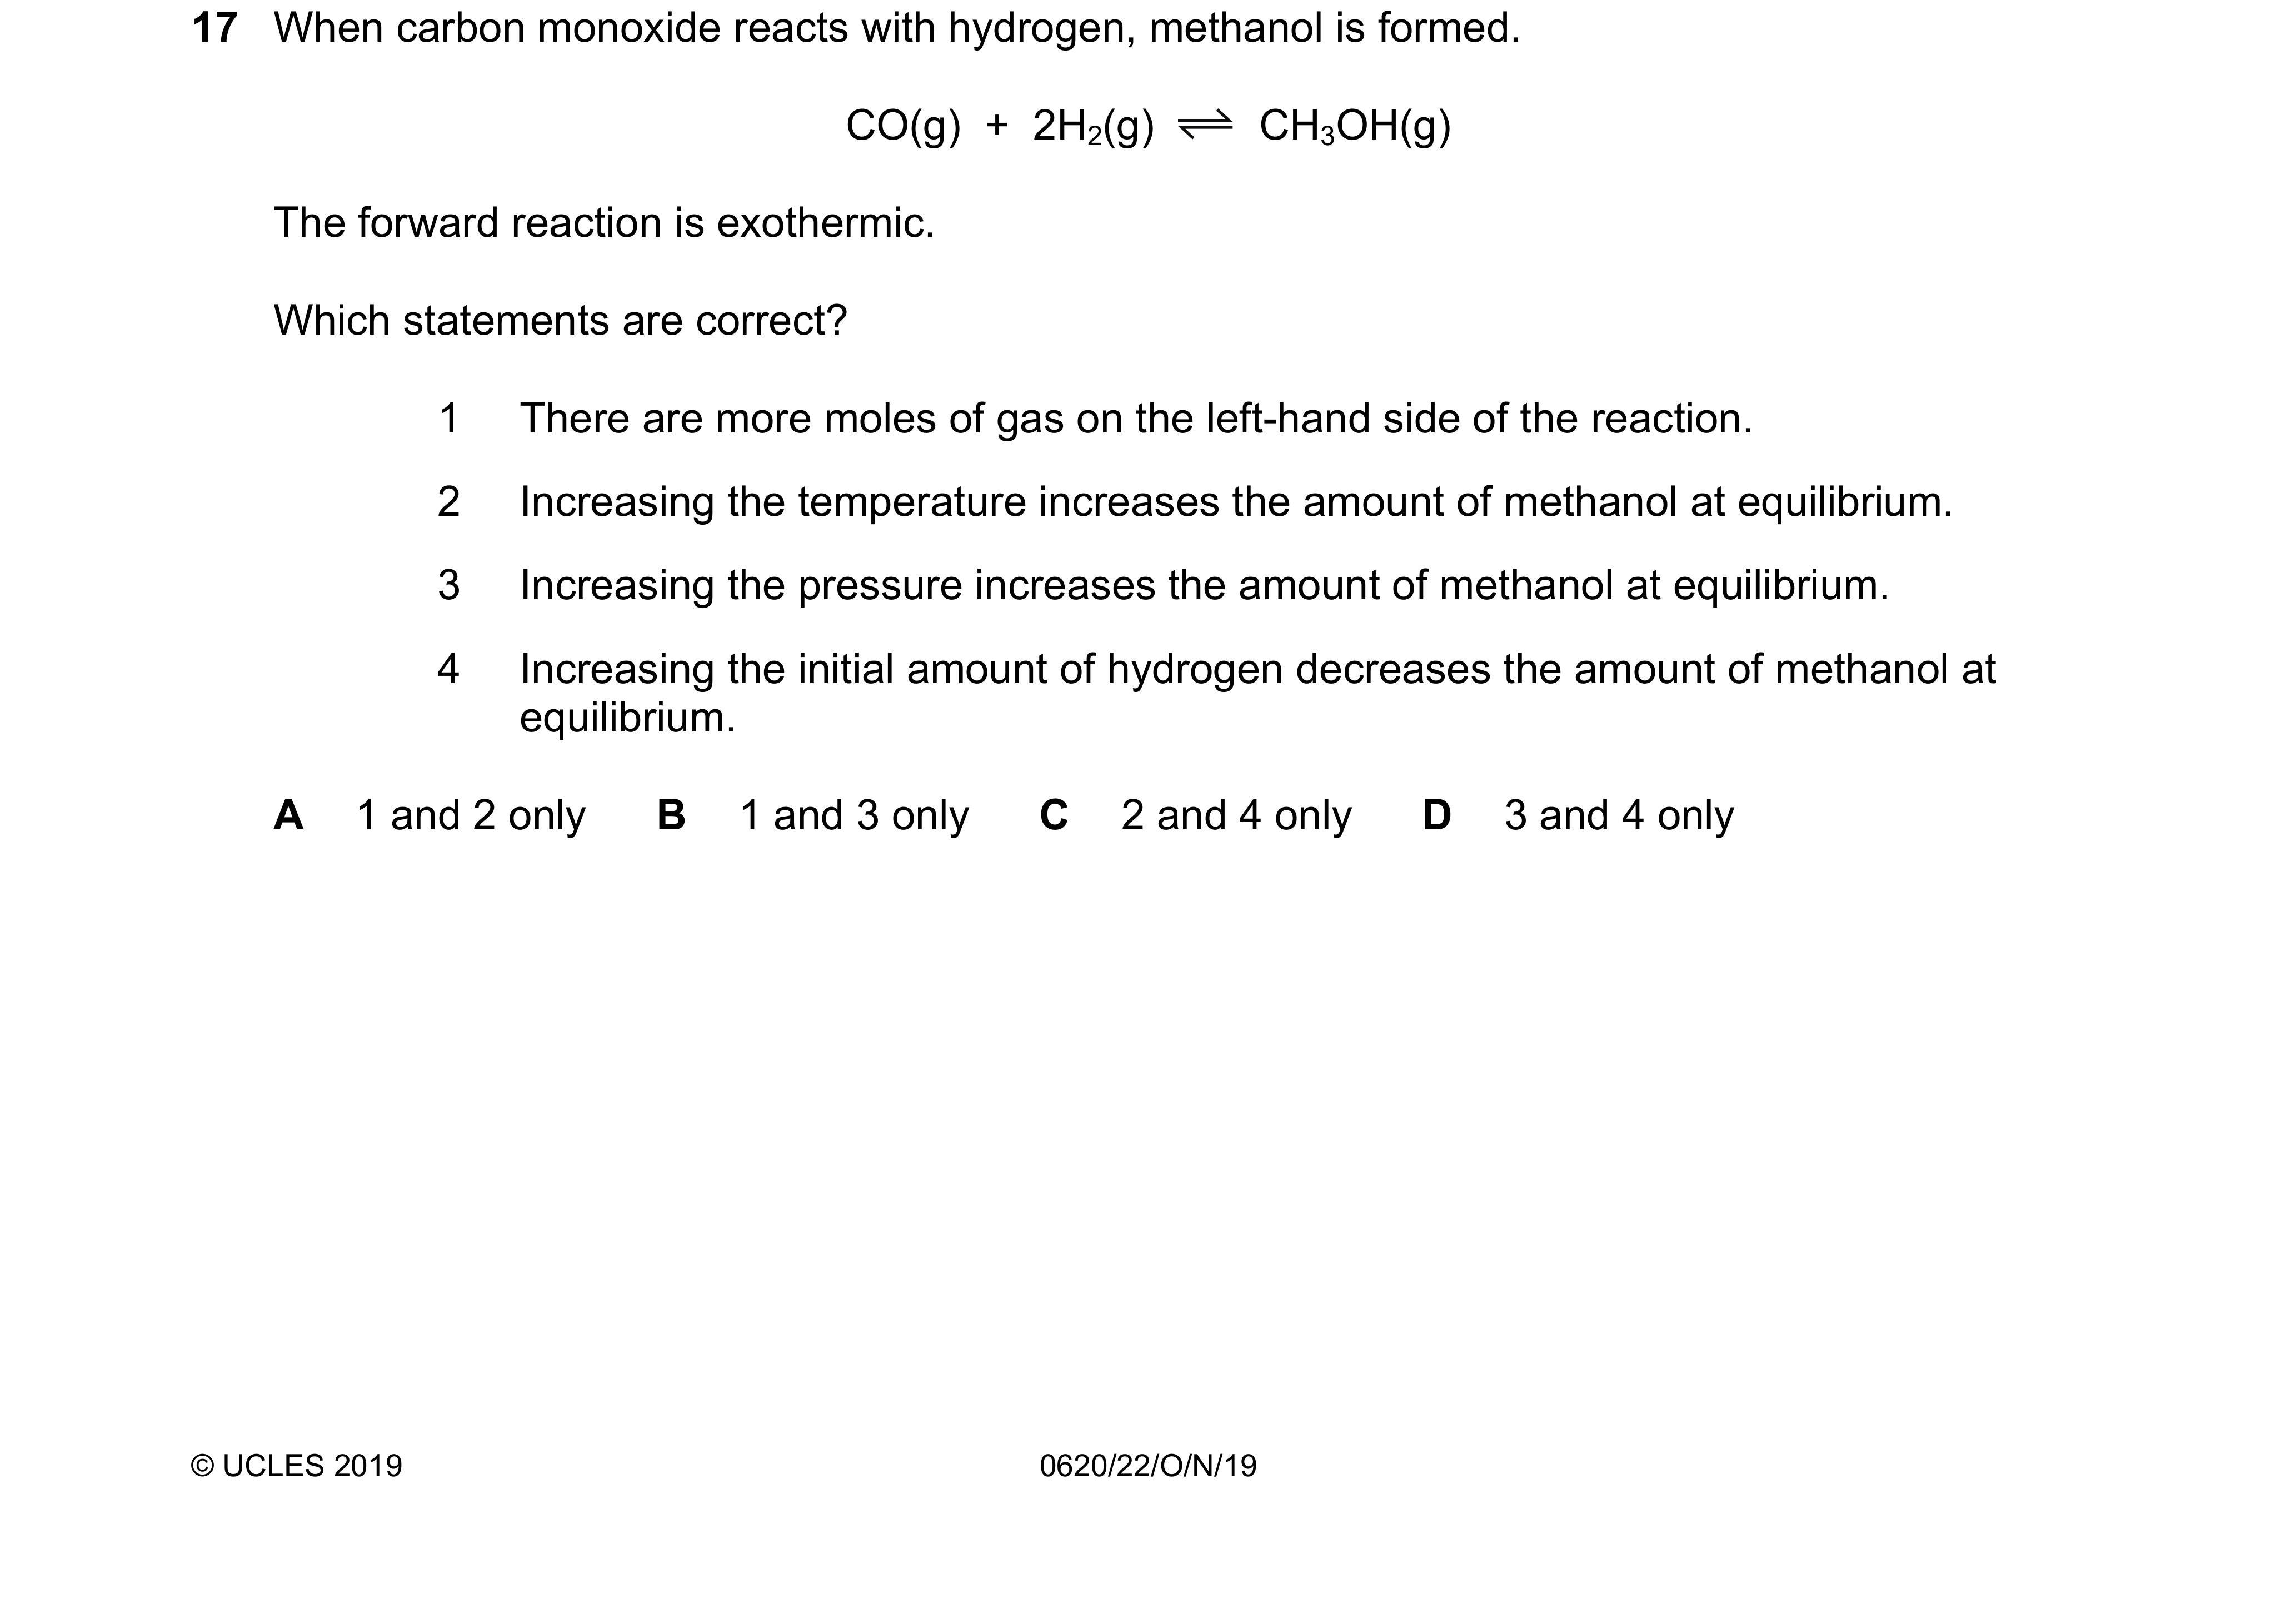 17 When carbon monoxide reacts with hydrogen, methanol is formed.
CO(g) + 2H₂(g) ⇌ CH₃OH(g)
The forward reaction is exothermic.
Which statements are correct?
1 There are more moles of gas on the left-hand side of the reaction.
2 Increasing the temperature increases the amount of methanol at equilibrium.
3 Increasing the pressure increases the amount of methanol at equilibrium.
4 Increasing the initial amount of hydrogen decreases the amount of methanol at
equilibrium.
A 1 and 2 only B 1 and 3 only C 2 and 4 only D 3 and 4 only
© UCLES 2019 0620/22/O/N/19